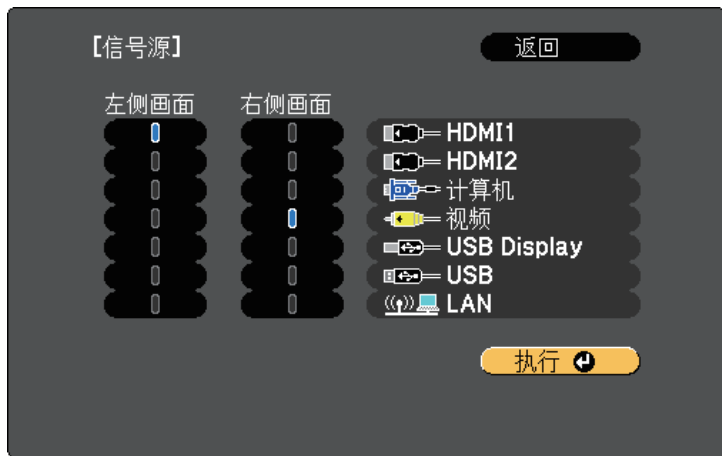 【信号源】
返回
左侧画面 右侧画面
HDMI1
HDMI2
计算机
视频
USB Display
USB
LAN
执行